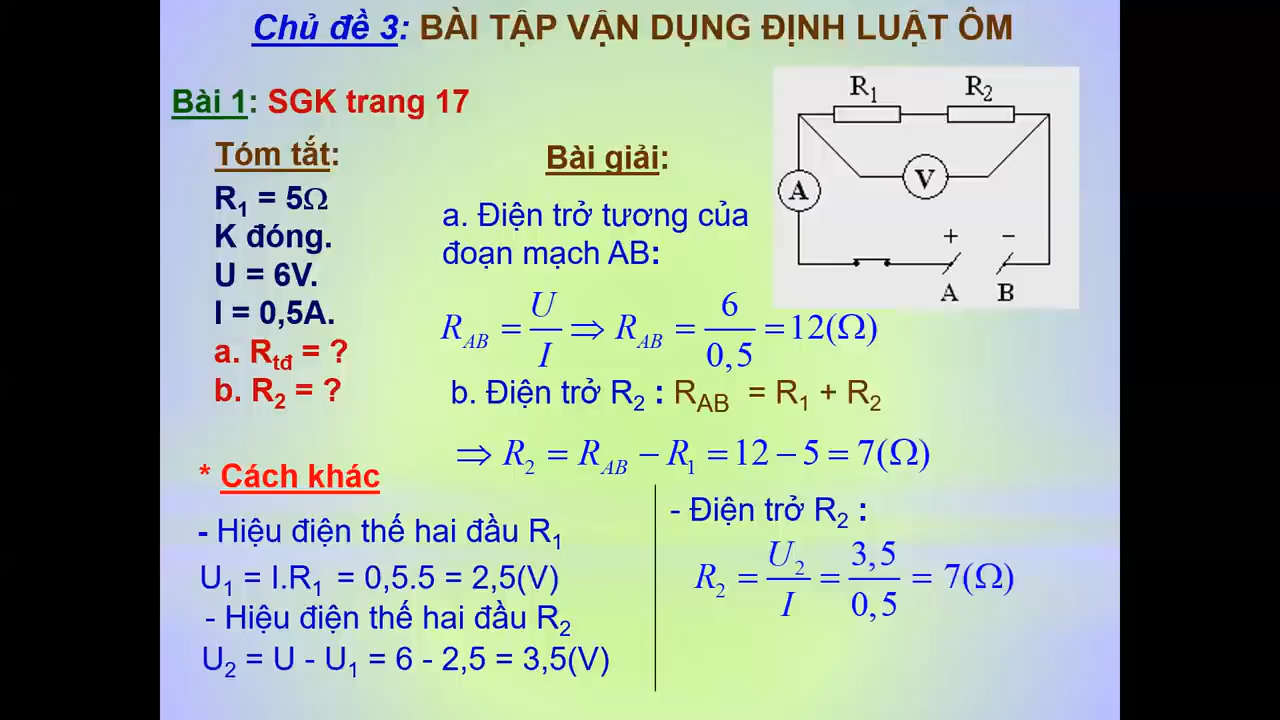 Chủ đề 3: BÀI TẬP VẬN DỤNG ĐỊNH LUẬT ÔM
Bài 1: SGK trang 17
Tóm tắt:
R1 = 5Ω
K đóng.
U = 6V.
I = 0,5A.
a. Rtđ = ?
b. R2 = ?
Bài giải:
a. Điện trở tương của
đoạn mạch AB:
R_AB = U/I ⇒ R_AB = 6/0,5 = 12(Ω)
b. Điện trở R2 : RAB = R1 + R2
⇒ R2 = R_AB − R1 = 12 − 5 = 7(Ω)
R1 R2
A V
+ −
A B
* Cách khác
- Hiệu điện thế hai đầu R1
U1 = I.R1 = 0,5.5 = 2,5(V)
- Hiệu điện thế hai đầu R2
U2 = U - U1 = 6 - 2,5 = 3,5(V)
- Điện trở R2 :
R2 = U2/I = 3,5/0,5 = 7(Ω)